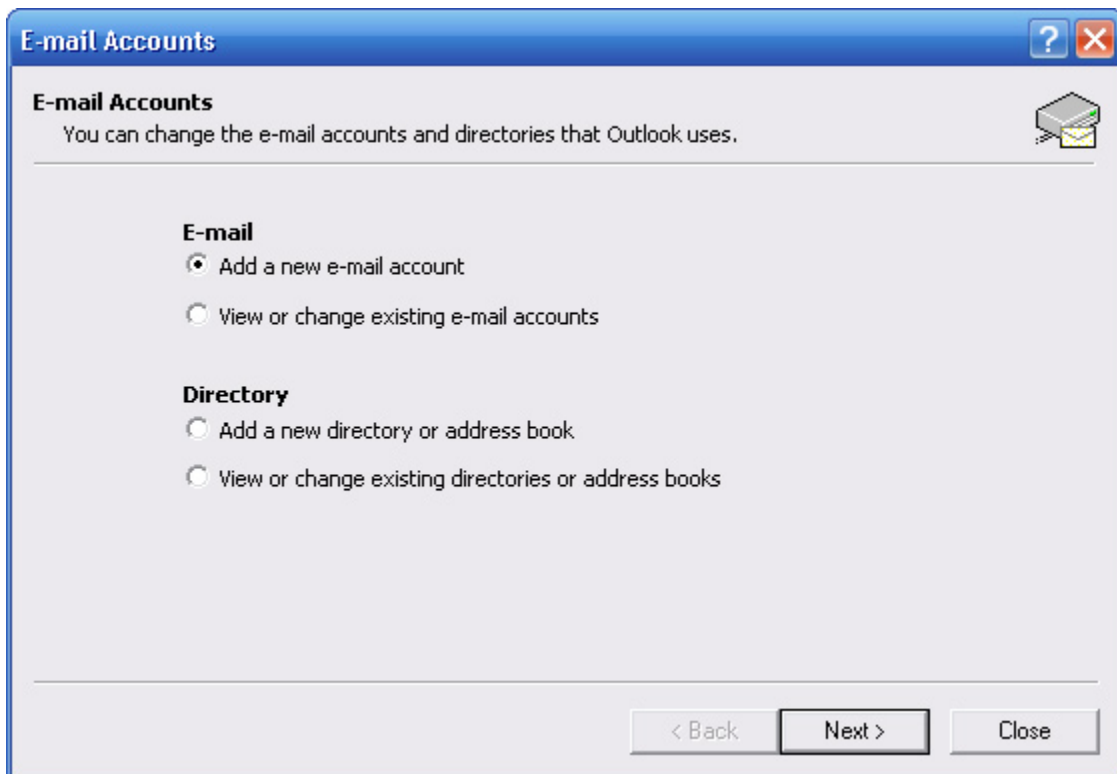 E-mail Accounts
E-mail Accounts
You can change the e-mail accounts and directories that Outlook uses.
E-mail
Add a new e-mail account
View or change existing e-mail accounts
Directory
Add a new directory or address book
View or change existing directories or address books
< Back Next > Close